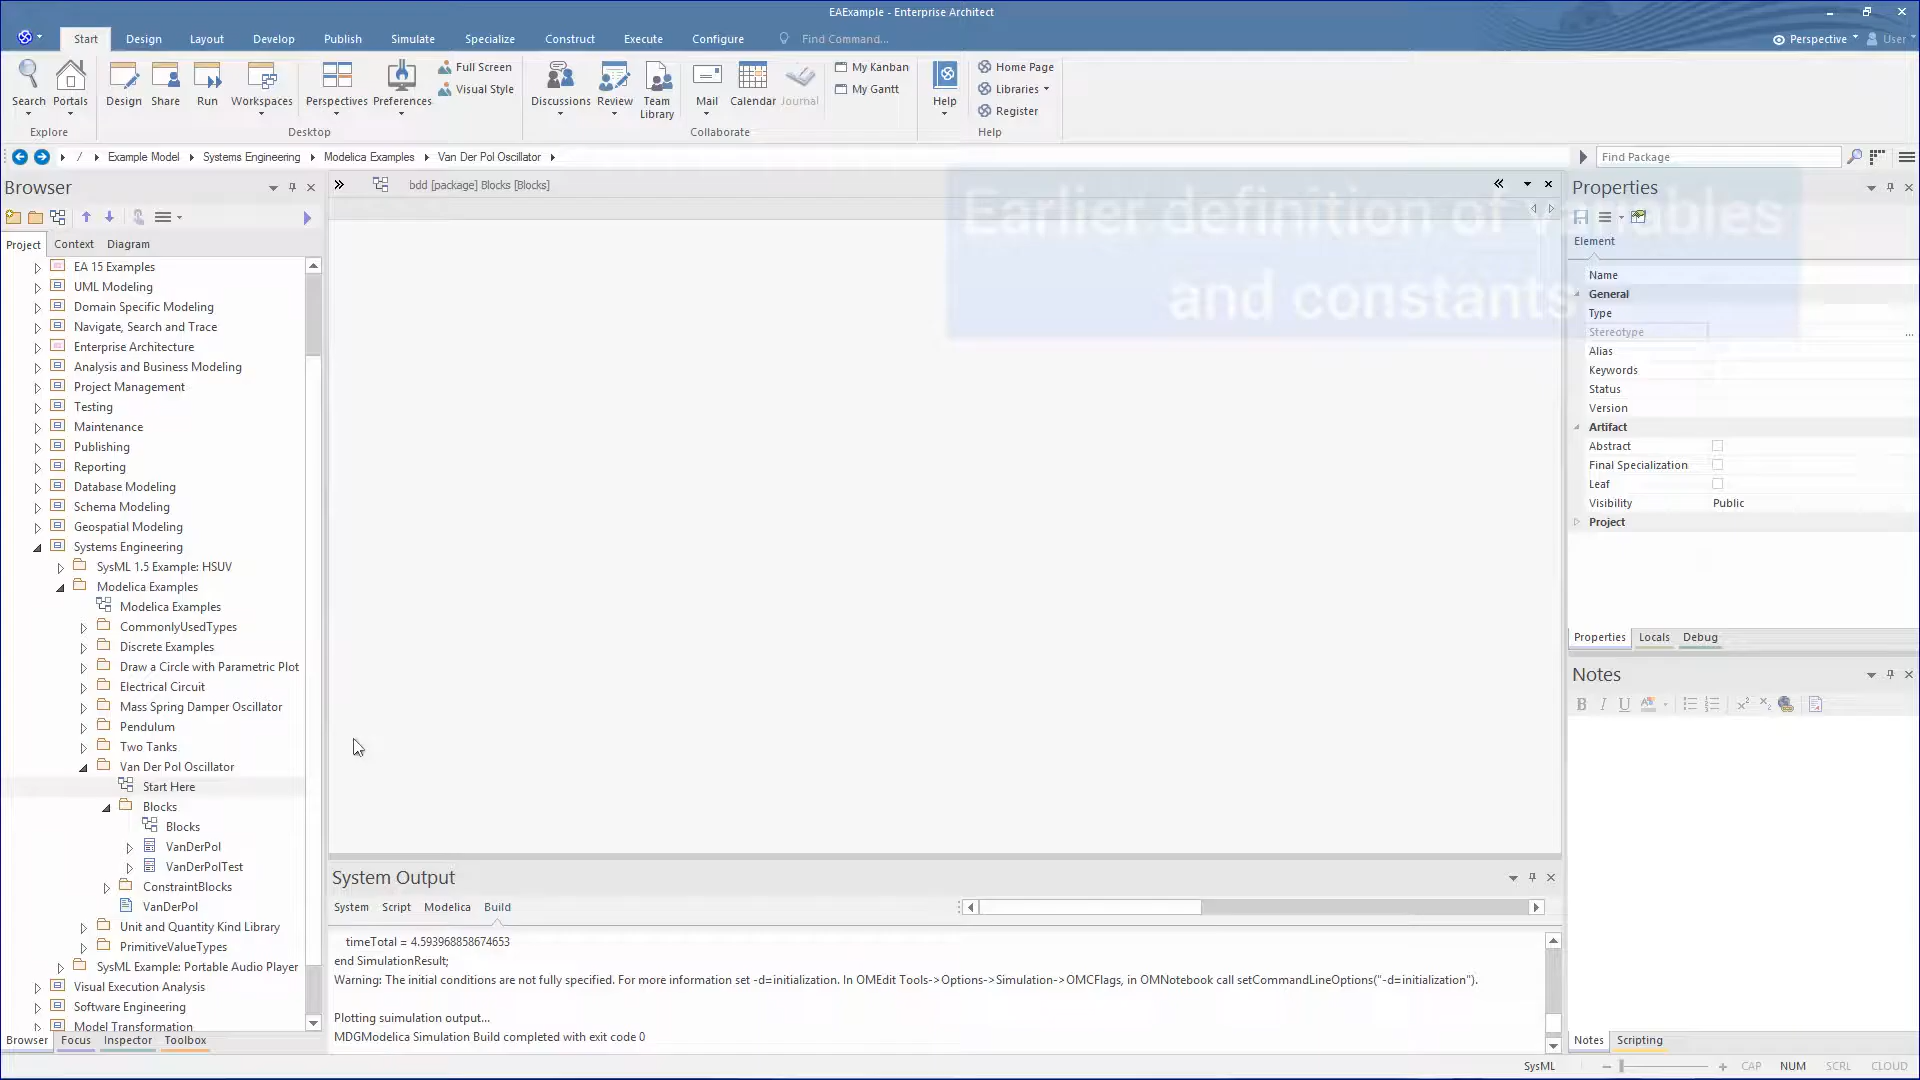 EAExample - Enterprise Architect
Start Design Layout Develop Publish Simulate Specialize Construct Execute Configure Find Command... Perspective User
Search Portals Design Share Run Workspaces Perspectives Preferences Full Screen Visual Style Discussions Review Team Library Mail Calendar Journal My Kanban My Gantt Help Home Page Libraries Register
Explore Desktop Collaborate Help
/ Example Model Systems Engineering Modelica Examples Van Der Pol Oscillator Find Package
Browser
Project Context Diagram
EA 15 Examples
UML Modeling
Domain Specific Modeling
Navigate, Search and Trace
Enterprise Architecture
Analysis and Business Modeling
Project Management
Testing
Maintenance
Publishing
Reporting
Database Modeling
Schema Modeling
Geospatial Modeling
Systems Engineering
SysML 1.5 Example: HSUV
Modelica Examples
Modelica Examples
CommonlyUsedTypes
Discrete Examples
Draw a Circle with Parametric Plot
Electrical Circuit
Mass Spring Damper Oscillator
Pendulum
Two Tanks
Van Der Pol Oscillator
Start Here
Blocks
Blocks
VanDerPol
VanDerPolTest
ConstraintBlocks
VanDerPol
Unit and Quantity Kind Library
PrimitiveValueTypes
SysML Example: Portable Audio Player
Visual Execution Analysis
Software Engineering
Model Transformation
Browser Focus Inspector Toolbox
bdd [package] Blocks [Blocks]
Earlier definition of variables
and constants
System Output
System Script Modelica Build
timeTotal = 4.593968858674653
end SimulationResult;
Warning: The initial conditions are not fully specified. For more information set -d=initialization. In OMEdit Tools->Options->Simulation->OMCFlags, in OMNotebook call setCommandLineOptions("-d=initialization").
Plotting suimulation output...
MDGModelica Simulation Build completed with exit code 0
Properties
Element
Name
General
Type
Stereotype ...
Alias
Keywords
Status
Version
Artifact
Abstract
Final Specialization
Leaf
Visibility Public
Project
Properties Locals Debug
Notes
B I U
Notes Scripting
SysML CAP NUM SCRL CLOUD